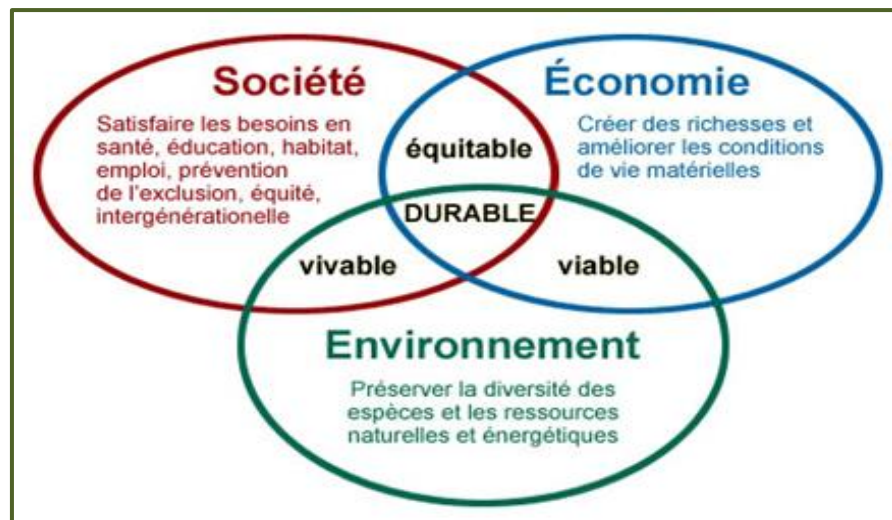 Société
Satisfaire les besoins en
santé, éducation, habitat,
emploi, prévention
de l'exclusion, équité,
intergénérationelle
équitable
Économie
Créer des richesses et
améliorer les conditions
de vie matérielles
DURABLE
vivable
viable
Environnement
Préserver la diversité des
espèces et les ressources
naturelles et énergétiques